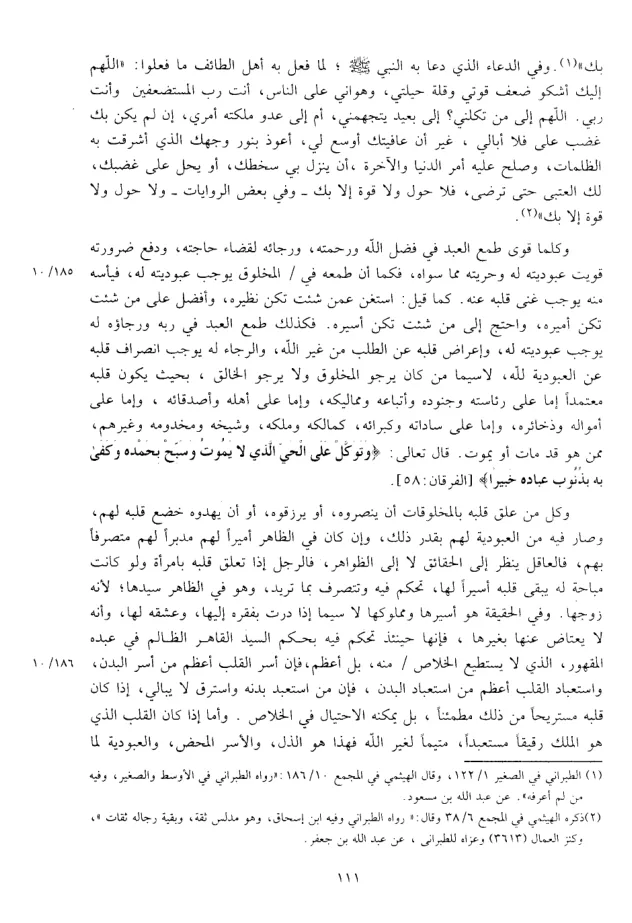 بك»(١). وفي الدعاء الذي دعا به النبي ﷺ ؛ لما فعل به أهل الطائف ما فعلوا: «اللهم
إليك أشكو ضعف قوتي وقلة حيلتي، وهواني على الناس، أنت رب المستضعفين وأنت
ربي. اللهم إلى من تكلني؟ إلى بعيد يتجهمني، أم إلى عدو ملكته أمري، إن لم يكن بك
غضب على فلا أبالي ، غير أن عافيتك أوسع لي، أعوذ بنور وجهك الذي أشرقت به
الظلمات، وصلح عليه أمر الدنيا والآخرة ،أن ينزل بي سخطك، أو يحل على غضبك،
لك العتبى حتى ترضى، فلا حول ولا قوة إلا بك ـ وفي بعض الروايات ـ ولا حول ولا
قوة إلا بك»(٢).
وكلما قوى طمع العبد في فضل الله ورحمته، ورجائه لقضاء حاجته، ودفع ضرورته
قويت عبوديته له وحريته مما سواه، فكما أن طمعه في / المخلوق يوجب عبوديته له، فيأسه
١٠/١٨٥
منه يوجب غنى قلبه عنه. كما قيل: استغن عمن شئت تكن نظيره، وأفضل على من شئت
تكن أميره، واحتج إلى من شئت تكن أسيره. فكذلك طمع العبد في ربه ورجاؤه له
يوجب عبوديته له، وإعراض قلبه عن الطلب من غير الله، والرجاء له يوجب انصراف قلبه
عن العبودية لله، لاسيما من كان يرجو المخلوق ولا يرجو الخالق ، بحيث يكون قلبه
معتمداً إما على رئاسته وجنوده وأتباعه ومماليكه، وإما على أهله وأصدقائه ، وإما على
أمواله وذخائره، وإما على ساداته وكبرائه، كمالكه وملكه، وشيخه ومخدومه وغيرهم،
ممن هو قد مات أو يموت. قال تعالى: ﴿وَتَوَكَّلْ عَلَى الْحَيِّ الَّذِي لا يَمُوتُ وَسَبِّحْ بِحَمْدِهِ وَكَفَىٰ
بِهِ بِذُنُوبِ عِبَادِهِ خَبِيرًا﴾ [الفرقان:٥٨].
وكل من علق قلبه بالمخلوقات أن ينصروه، أو يرزقوه، أو أن يهدوه خضع قلبه لهم،
وصار فيه من العبودية لهم بقدر ذلك، وإن كان في الظاهر أميراً لهم مدبراً لهم متصرفاً
بهم، فالعاقل ينظر إلى الحقائق لا إلى الظواهر، فالرجل إذا تعلق قلبه بامرأة ولو كانت
مباحة له يبقى قلبه أسيراً لها، تحكم فيه وتتصرف بما تريد، وهو في الظاهر سيدها؛ لأنه
زوجها. وفي الحقيقة هو أسيرها ومملوكها لا سيما إذا درت بفقره إليها، وعشقه لها، وأنه
لا يعتاض عنها بغيرها ، فإنها حينئذ تحكم فيه بحكم السيد القاهر الظالم في عبده
المقهور، الذي لا يستطيع الخلاص / منه، بل أعظم،فإن أسر القلب أعظم من أسر البدن،
١٠/١٨٦
واستعباد القلب أعظم من استعباد البدن ، فإن من استعبد بدنه واسترق لا يبالي، إذا كان
قلبه مستريحاً من ذلك مطمئناً ، بل يمكنه الاحتيال في الخلاص . وأما إذا كان القلب الذي
هو الملك رقيقاً مستعبداً، متيماً لغير الله فهذا هو الذل، والأسر المحض، والعبودية لما
(١) الطبراني في الصغير ١/ ١٢٢، وقال الهيثمي في المجمع ١٠/ ١٨٦ :«رواه الطبراني في الأوسط والصغير، وفيه
من لم أعرفه». عن عبد الله بن مسعود.
(٢)ذكره الهيثمي في المجمع ٦/ ٣٨ وقال:« رواه الطبراني وفيه ابن إسحاق، وهو مدلس ثقة، وبقية رجاله ثقات »،
وكنز العمال (٣٦١٣) وعزاه للطبراني ، عن عبد الله بن جعفر.
١١١